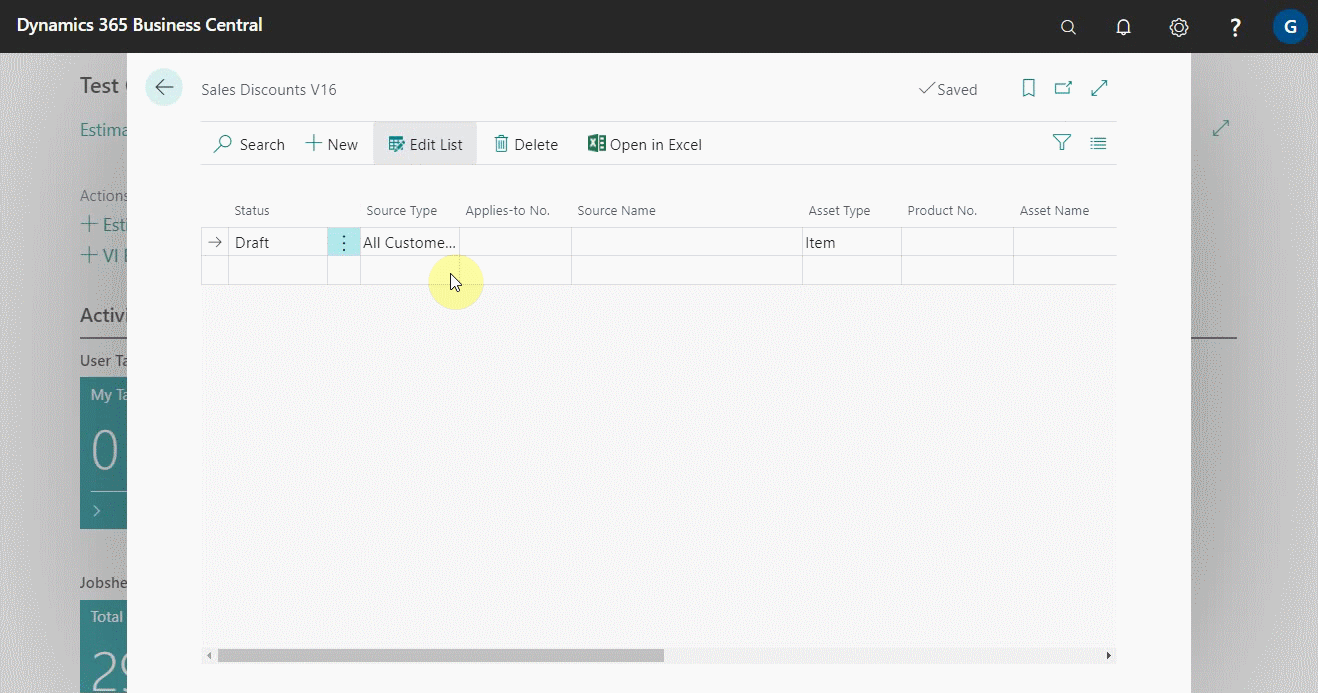 Dynamics 365 Business Central
G
Test
Estima
Actions
Esti
VI
Activi
User Ta
My Ta
0
Jobshe
Total
29
Sales Discounts V16
Saved
Search
New
Edit List
Delete
Open in Excel
Status
Source Type
Applies-to No.
Source Name
Asset Type
Product No.
Asset Name
Draft
All Custome...
Item